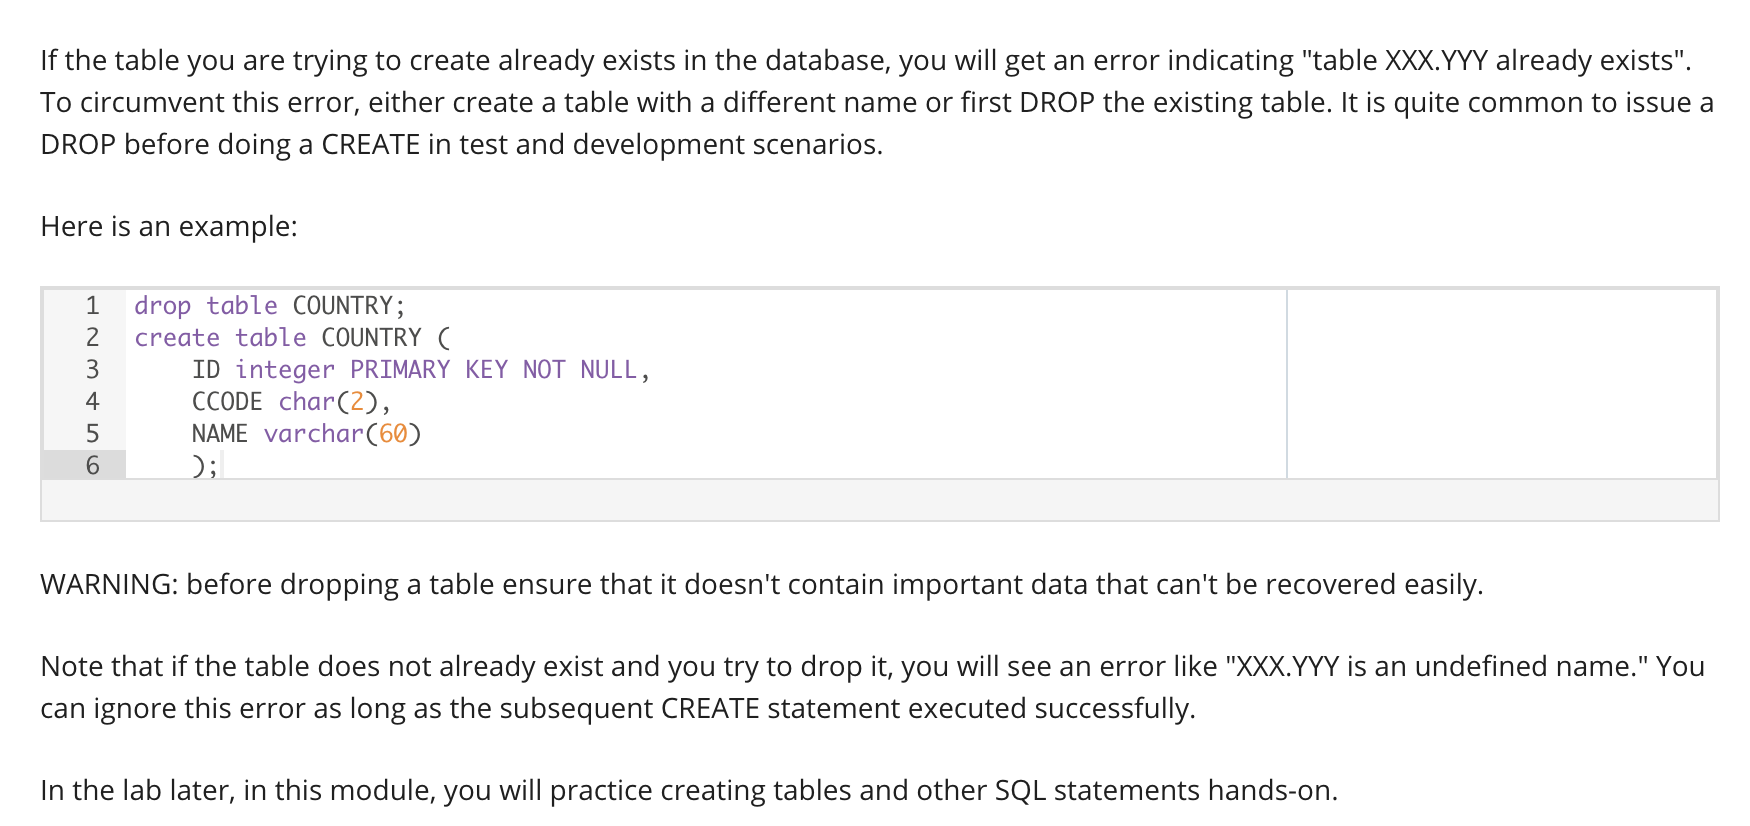 If the table you are trying to create already exists in the database, you will get an error indicating "table XXX.YYY already exists".
To circumvent this error, either create a table with a different name or first DROP the existing table. It is quite common to issue a
DROP before doing a CREATE in test and development scenarios.
Here is an example:
1 drop table COUNTRY;
2 create table COUNTRY (
3     ID integer PRIMARY KEY NOT NULL,
4     CCODE char(2),
5     NAME varchar(60)
6     );
WARNING: before dropping a table ensure that it doesn't contain important data that can't be recovered easily.
Note that if the table does not already exist and you try to drop it, you will see an error like "XXX.YYY is an undefined name." You
can ignore this error as long as the subsequent CREATE statement executed successfully.
In the lab later, in this module, you will practice creating tables and other SQL statements hands-on.